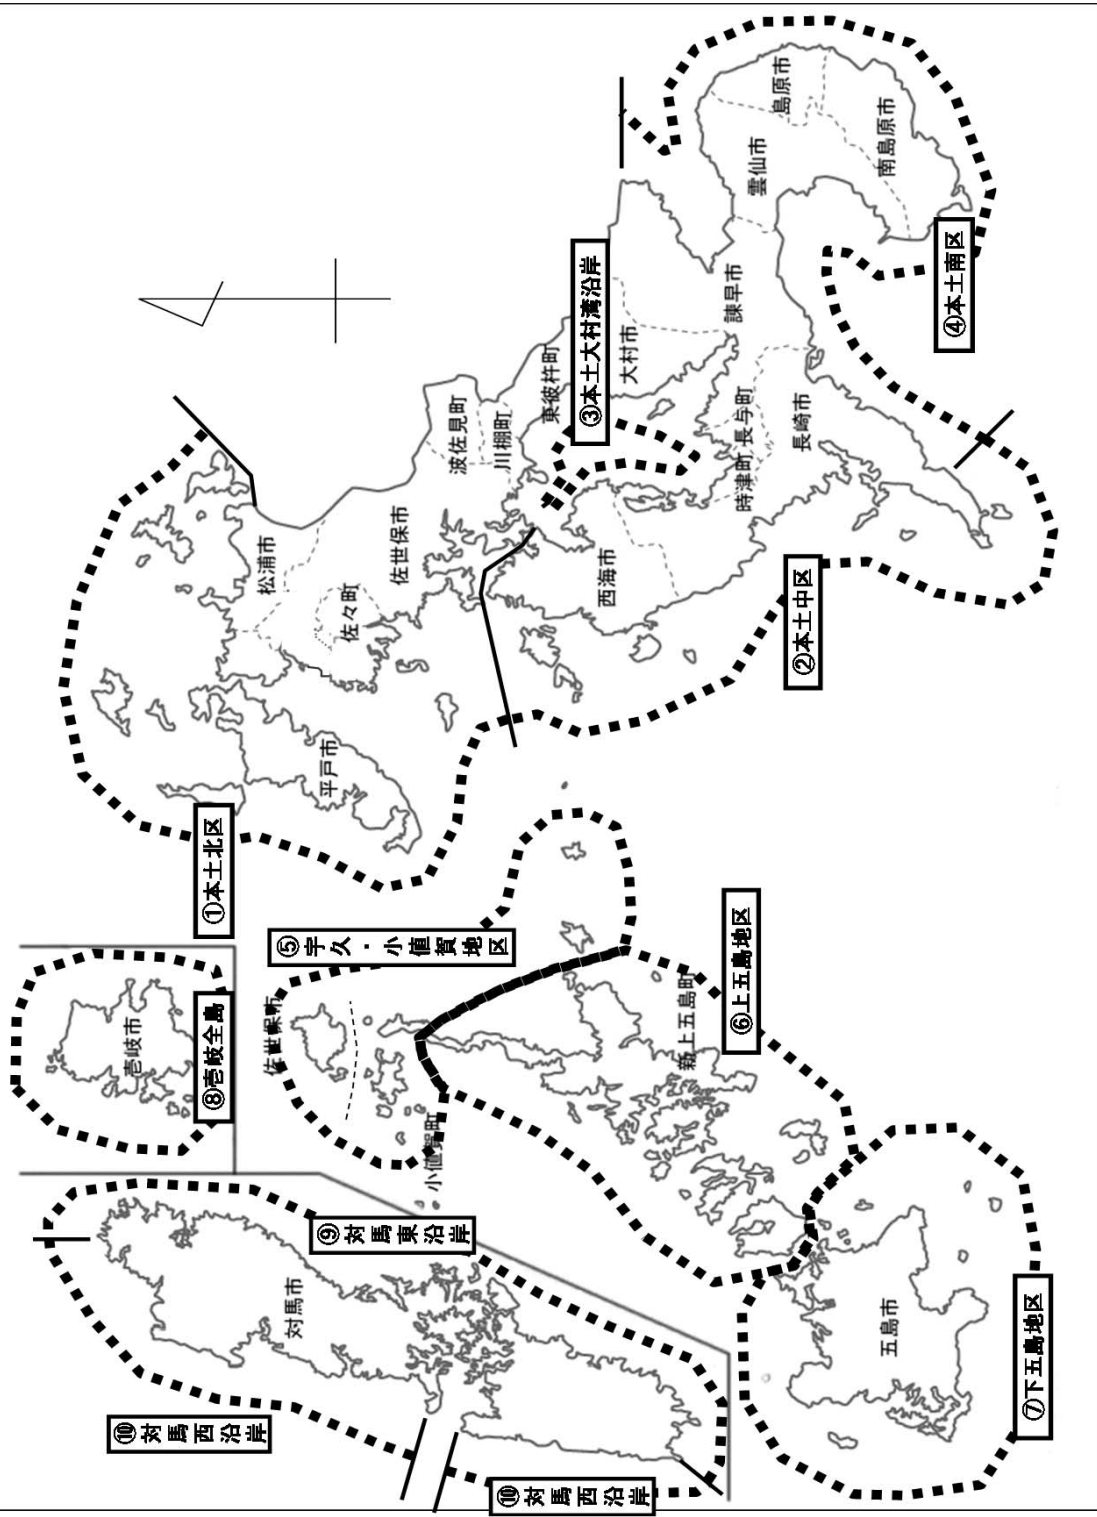 ⑩対馬西沿岸
⑨対馬東沿岸
対馬市
⑩対馬西沿岸
⑧壱岐全島
壱岐市
①本土北区
佐世保市
⑤宇久・小値賀地区
小値賀町
新上五島町
⑥上五島地区
五島市
⑦下五島地区
平戸市
松浦市
佐々町
佐世保市
波佐見町
川棚町
東彼杵町
③本土大村湾沿岸
大村市
西海市
時津町
長与町
長崎市
諫早市
②本土中区
雲仙市
島原市
南島原市
④本土南区